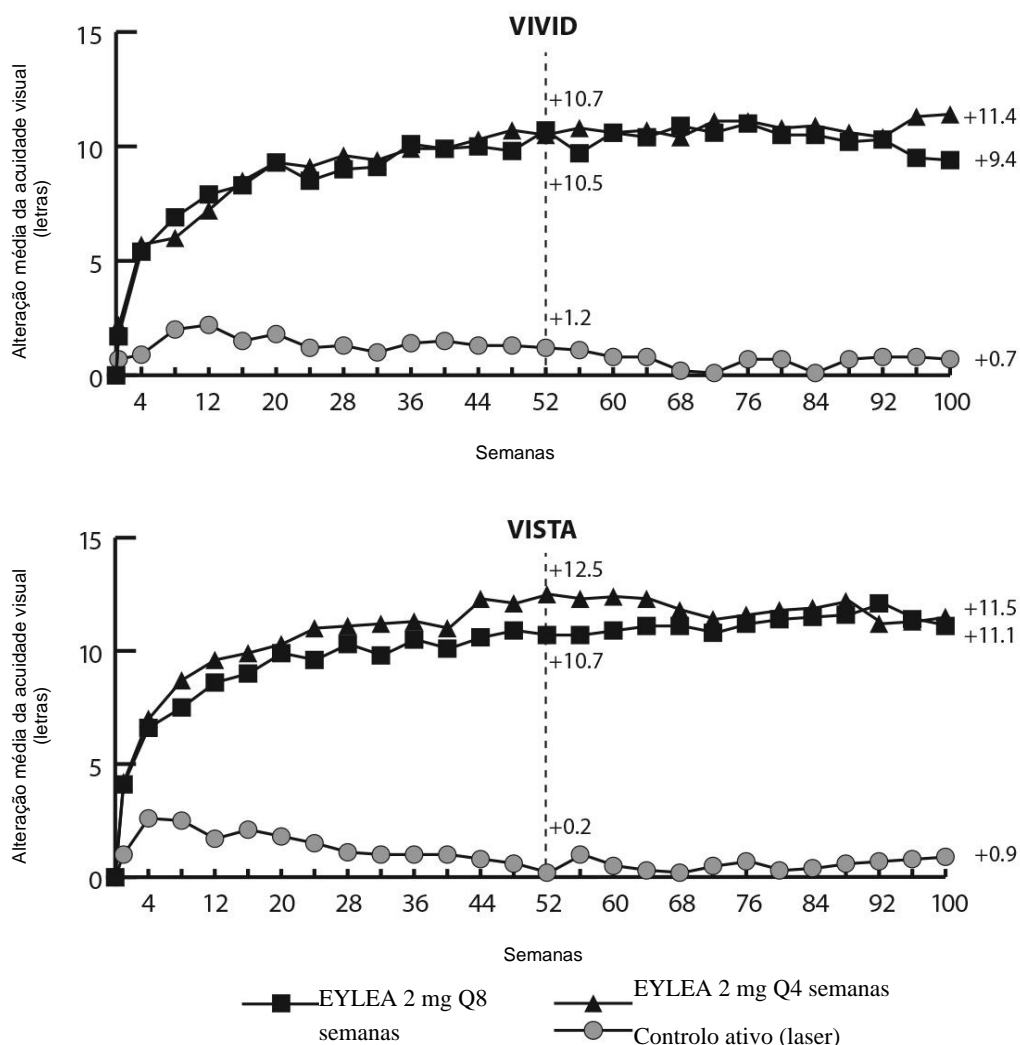 VIVID
Alteração média da acuidade visual
(letras)
15
10
5
0
+10.7
+10.5
+1.2
+11.4
+9.4
+0.7
4 12 20 28 36 44 52 60 68 76 84 92 100
Semanas
VISTA
Alteração média da acuidade visual
(letras)
15
10
5
0
+12.5
+10.7
+0.2
+11.5
+11.1
+0.9
4 12 20 28 36 44 52 60 68 76 84 92 100
Semanas
EYLEA 2 mg Q8
semanas
EYLEA 2 mg Q4 semanas
Controlo ativo (laser)